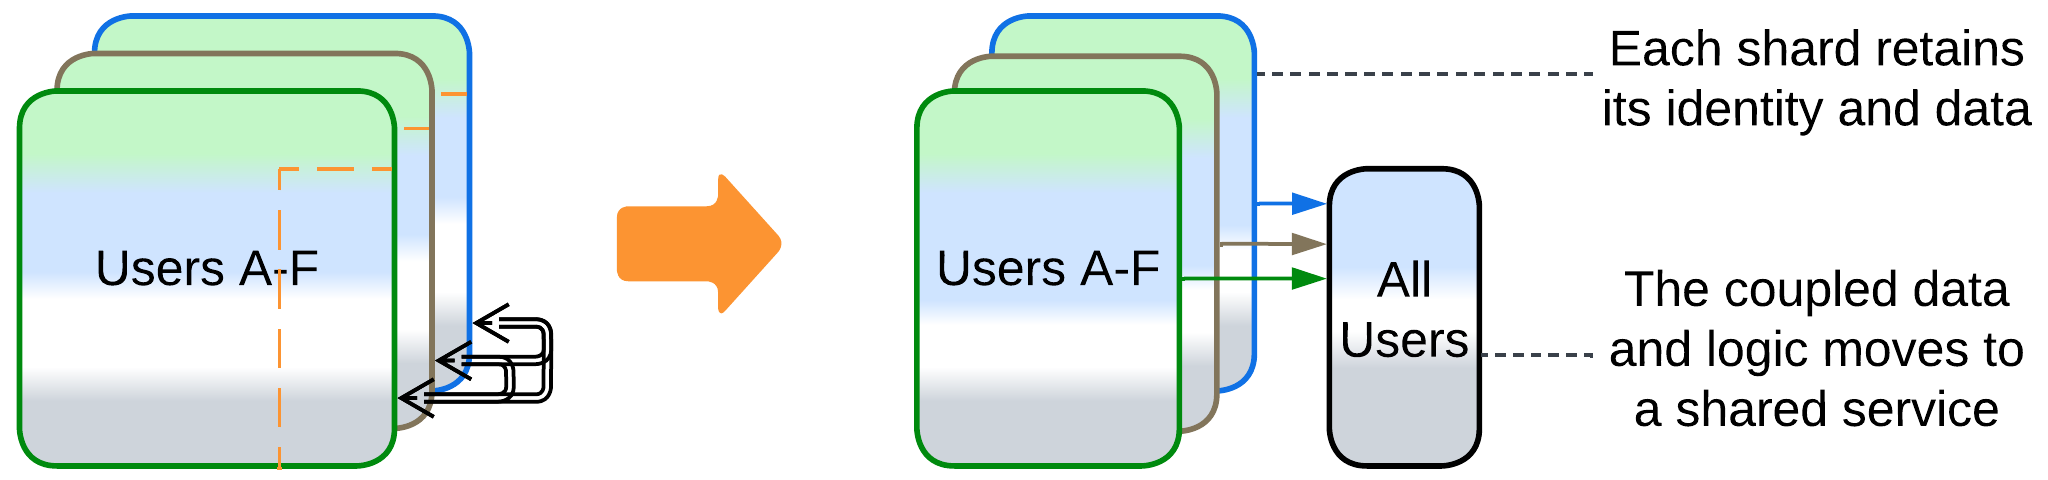 Users A-F
Users A-F
Each shard retains
its identity and data
All
Users
The coupled data
and logic moves to
a shared service